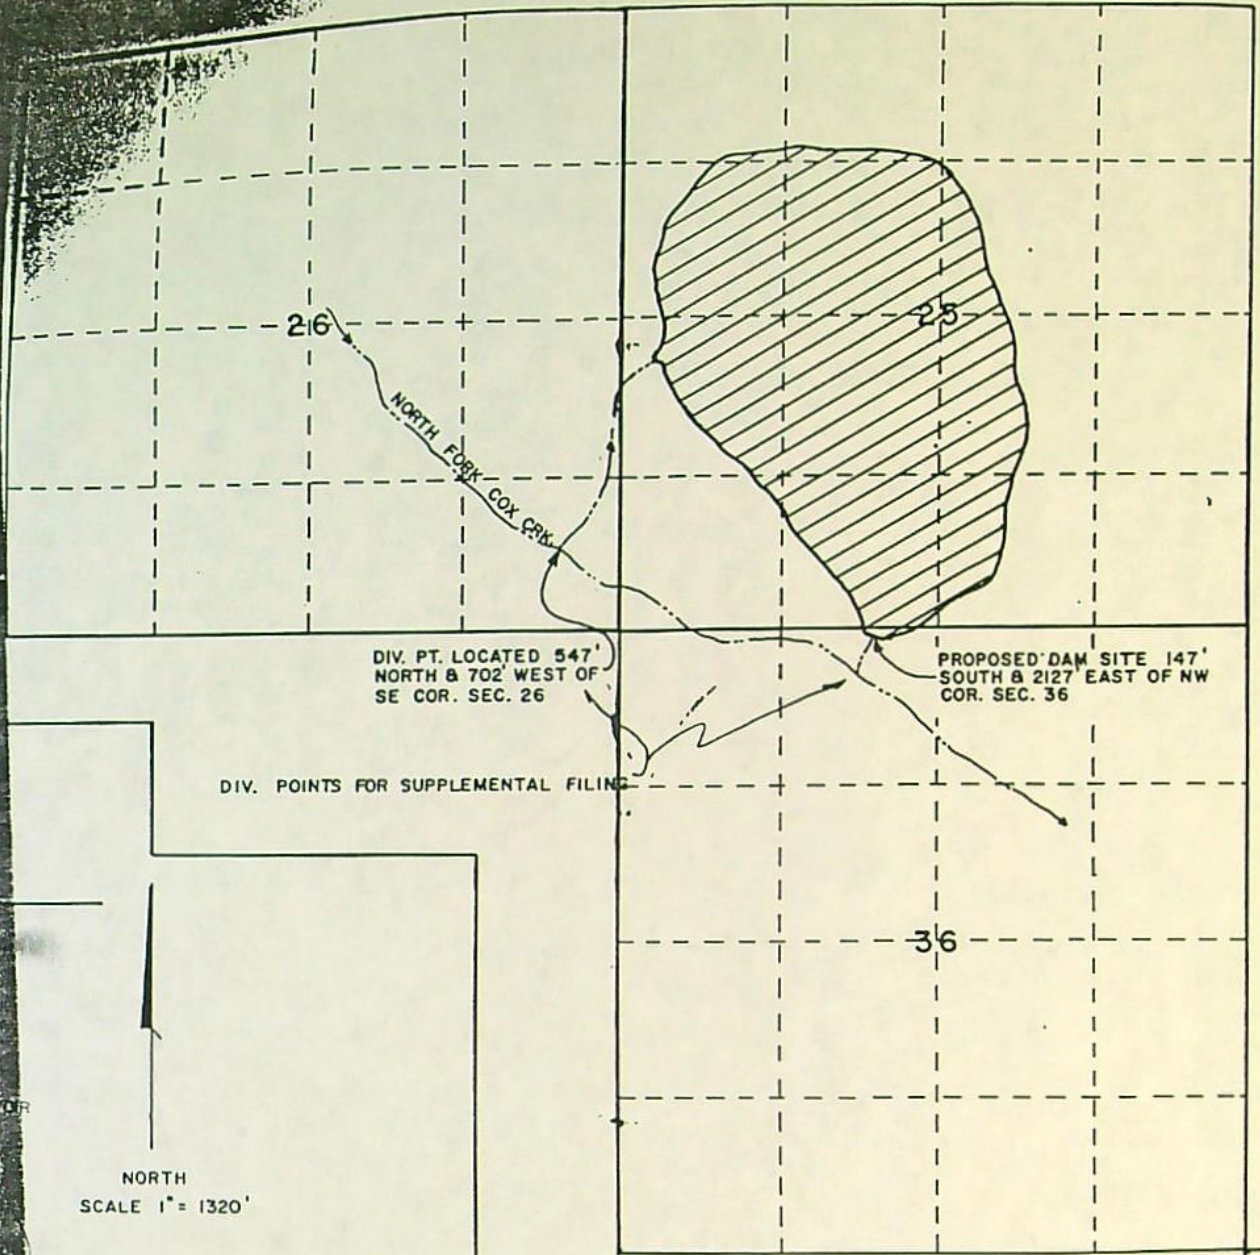 26
25
NORTH FORK COX CRK.
DIV. PT. LOCATED 547'
NORTH & 702' WEST OF
SE COR. SEC. 26
PROPOSED DAM SITE 147'
SOUTH & 2127' EAST OF NW
COR. SEC. 36
DIV. POINTS FOR SUPPLEMENTAL FILING
36
NORTH
SCALE 1" = 1320'